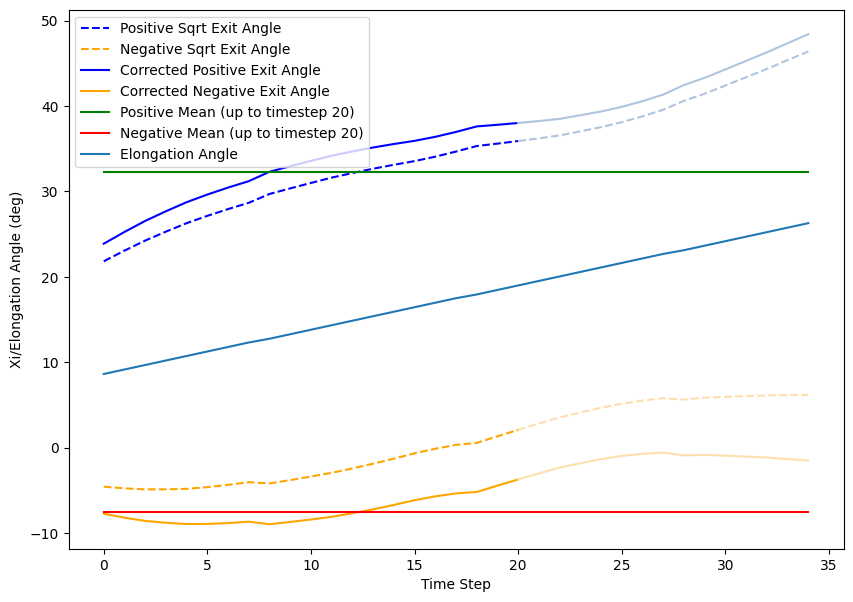 Positive Sqrt Exit Angle
Negative Sqrt Exit Angle
Corrected Positive Exit Angle
Corrected Negative Exit Angle
Positive Mean (up to timestep 20)
Negative Mean (up to timestep 20)
Elongation Angle
Xi/Elongation Angle (deg)
50
40
30
20
10
0
−10
0
5
10
15
20
25
30
35
Time Step